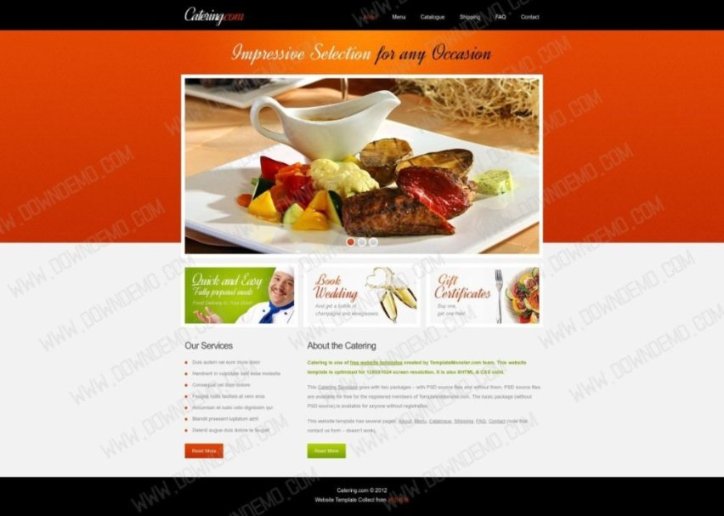 Catering.com
Home Menu Catalogue Shipping FAQ Contact
Impressive Selection for any Occasion
Quick and Easy
Fully prepared meals
Food Delivery to Your Door!
Book
Wedding
And get a bottle of
champagne and wineglasses
Gift
Certificates
Buy one,
get one free!
Our Services
Duis autem vel eum iriure dolor
Hendrerit in vulputate velit esse molestie
Consequat vel illum dolore
Feugiat nulla facilisis at vero eros
Accumsan et iusto odio dignissim qui
Blandit praesent luptatum zzril
Delenit augue duis dolore te feugait
Read More
About the Catering
Catering is one of free website templates created by TemplateMonster.com team. This website
template is optimized for 1280X1024 screen resolution. It is also XHTML & CSS valid.
This Catering Template goes with two packages – with PSD source files and without them. PSD source files
are available for free for the registered members of TemplateMonster.com. The basic package (without
PSD source) is available for anyone without registration.
This website template has several pages: About, Menu, Catalogue, Shipping, FAQ, Contact (note that
contact us form – doesn't work).
Read More
Catering.com © 2012
Website Template Collect from
WWW.DOWNDEMO.COM